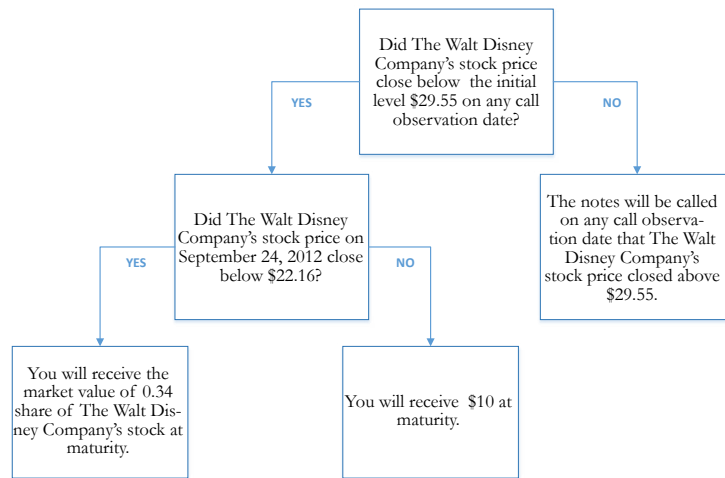 Did The Walt Disney
Company's stock price
close below the initial
level $29.55 on any call
observation date?
YES
NO
Did The Walt Disney
Company's stock price on
September 24, 2012 close
below $22.16?
The notes will be called
on any call observa-
tion date that The Walt
Disney Company's
stock price closed above
$29.55.
YES
NO
You will receive the
market value of 0.34
share of The Walt Dis-
ney Company's stock at
maturity.
You will receive $10 at
maturity.